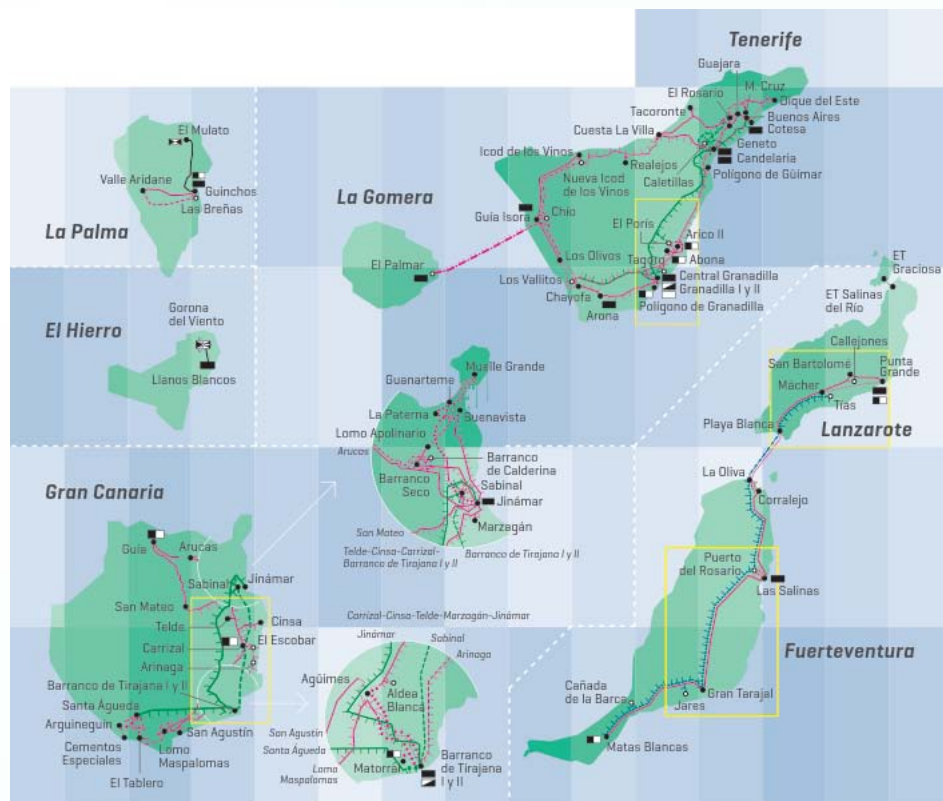 Tenerife
Guajara
M. Cruz
El Rosario
Dique del Este
Tacoronte
Buenos Aires
Cotesa
Cuesta La Villa
Geneto
Candelaria
Icod de los Vinos
Realejos
Nueva Icod
de los Vinos
Caletillas
Polígono de Güímar
Guía Isora
Chío
El Porís
Arico II
Tagoro
Abona
Los Olivos
Central Granadilla
Los Vallitos
Granadilla I y II
Chayofa
Polígono de Granadilla
Arona
La Palma
El Mulato
Valle Aridane
Guinchos
Las Breñas
La Gomera
El Palmar
El Hierro
Gorona
del Viento
Llanos Blancos
ET
Graciosa
ET Salinas
del Río
Callejones
San Bartolomé
Punta
Grande
Mácher
Tías
Playa Blanca
Lanzarote
Muelle Grande
Guanarteme
La Paterna
Buenavista
Lomo Apolinario
Arucas
Barranco
de Calderina
Barranco
Seco
Sabinal
Jinámar
Marzagán
San Mateo
Telde-Cinsa-Carrizal-
Barranco de Tirajana I y II
Barranco de Tirajana I y II
Gran Canaria
Guía
Arucas
Sabinal
Jinámar
San Mateo
Telde
Cinsa
Carrizal
El Escobar
Arinaga
Barranco de Tirajana I y II
Santa Águeda
Arguineguín
San Agustín
Cementos
Especiales
Lomo
Maspalomas
El Tablero
Carrizal-Cinsa-Telde-Marzagán-Jinámar
Jinámar
Sabinal
Arinaga
Agüimes
Aldea
Blanca
San Agustín
Santa Águeda
Lomo
Maspalomas
Matorral
Barranco
de Tirajana
I y II
La Oliva
Corralejo
Puerto
del Rosario
Las Salinas
Fuerteventura
Cañada
de la Barca
Gran Tarajal
Jares
Matas Blancas